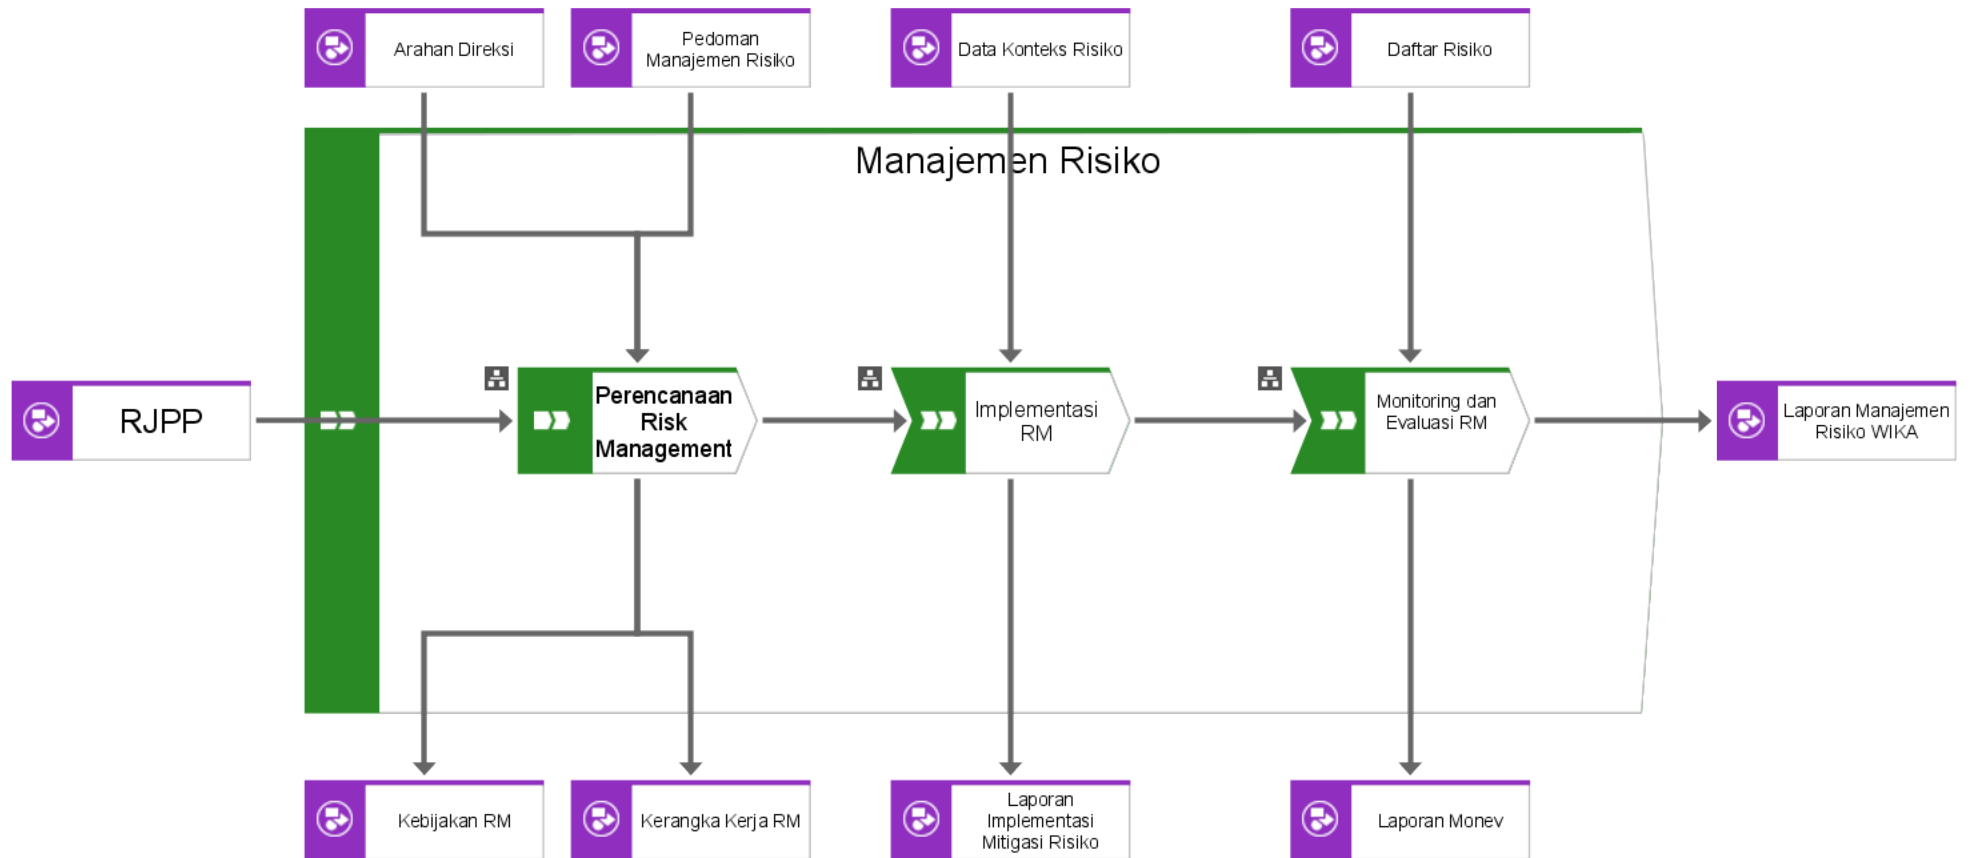 Arahan Direksi
Pedoman
Manajemen Risiko
Data Konteks Risiko
Daftar Risiko
Manajemen Risiko
RJPP
Perencanaan
Risk
Management
Implementasi
RM
Monitoring dan
Evaluasi RM
Laporan Manajemen
Risiko WIKA
Kebijakan RM
Kerangka Kerja RM
Laporan
Implementasi
Mitigasi Risiko
Laporan Monev